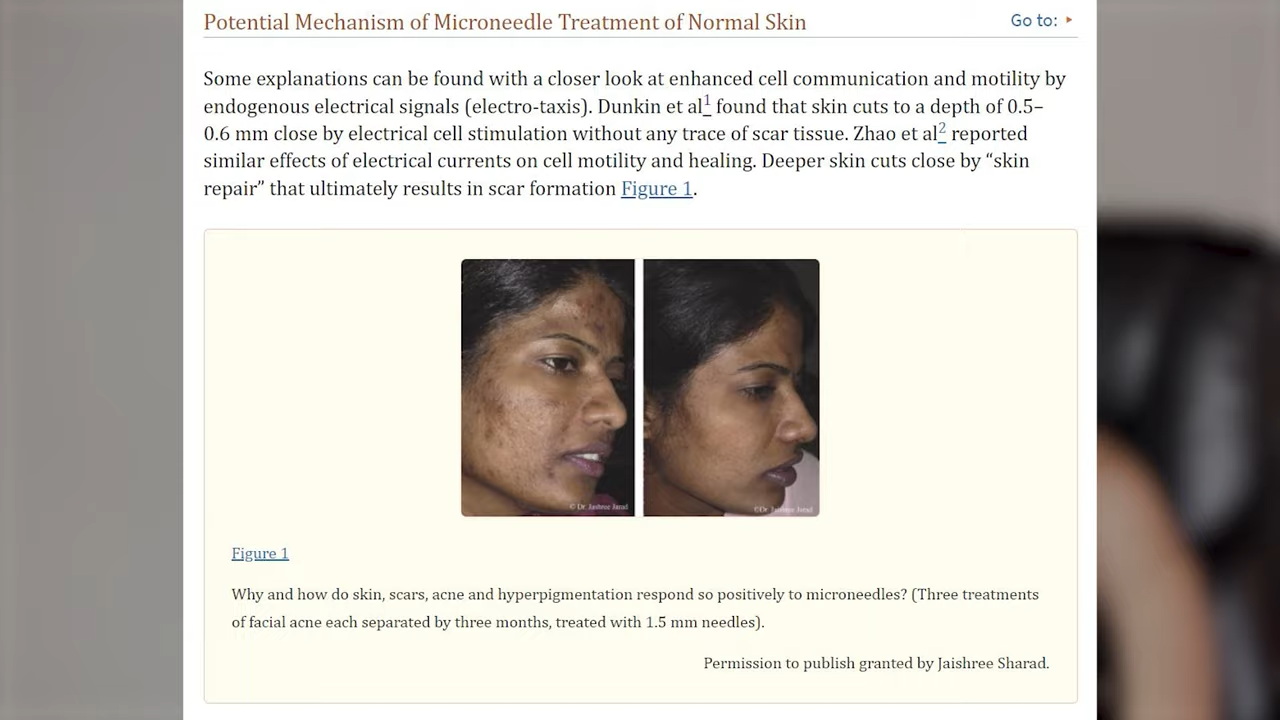 Potential Mechanism of Microneedle Treatment of Normal Skin
Go to:
Some explanations can be found with a closer look at enhanced cell communication and motility by
endogenous electrical signals (electro-taxis). Dunkin et al1 found that skin cuts to a depth of 0.5–
0.6 mm close by electrical cell stimulation without any trace of scar tissue. Zhao et al2 reported
similar effects of electrical currents on cell motility and healing. Deeper skin cuts close by “skin
repair” that ultimately results in scar formation Figure 1.
© Dr. Jaishree Sharad
©Dr. Jaishree Sharad
Figure 1
Why and how do skin, scars, acne and hyperpigmentation respond so positively to microneedles? (Three treatments
of facial acne each separated by three months, treated with 1.5 mm needles).
Permission to publish granted by Jaishree Sharad.